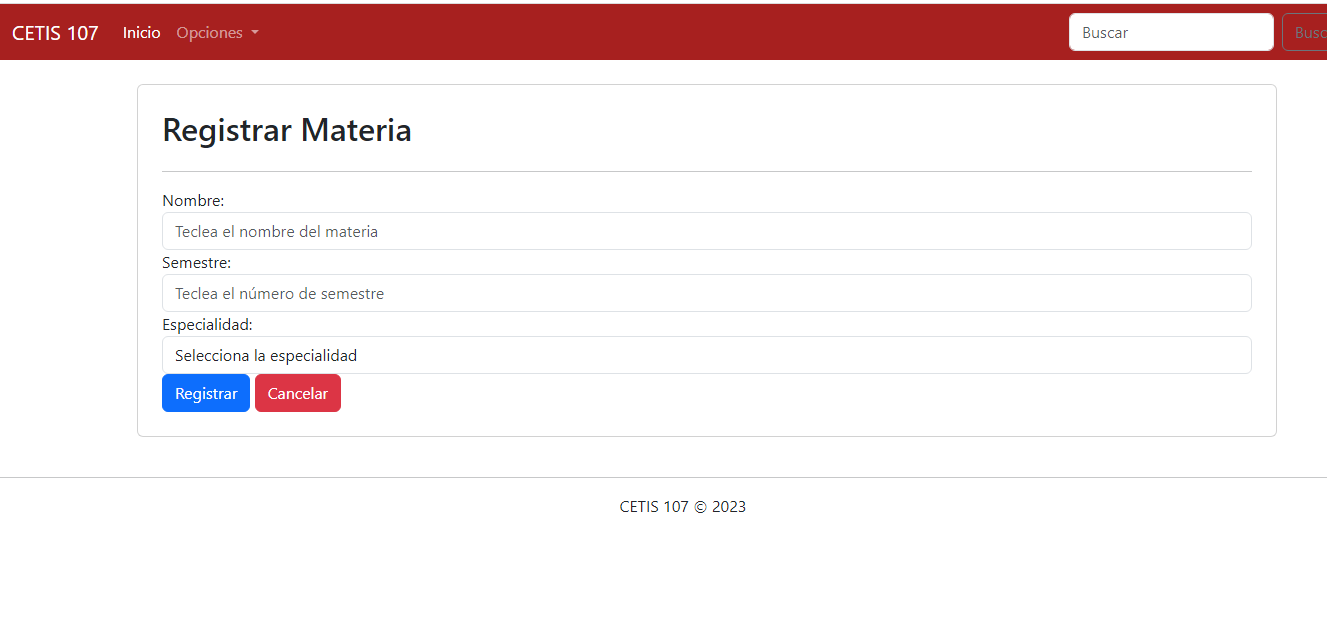 CETIS 107 Inicio Opciones Buscar Busc
Registrar Materia
Nombre:
Teclea el nombre del materia
Semestre:
Teclea el número de semestre
Especialidad:
Selecciona la especialidad
Registrar Cancelar
CETIS 107 © 2023